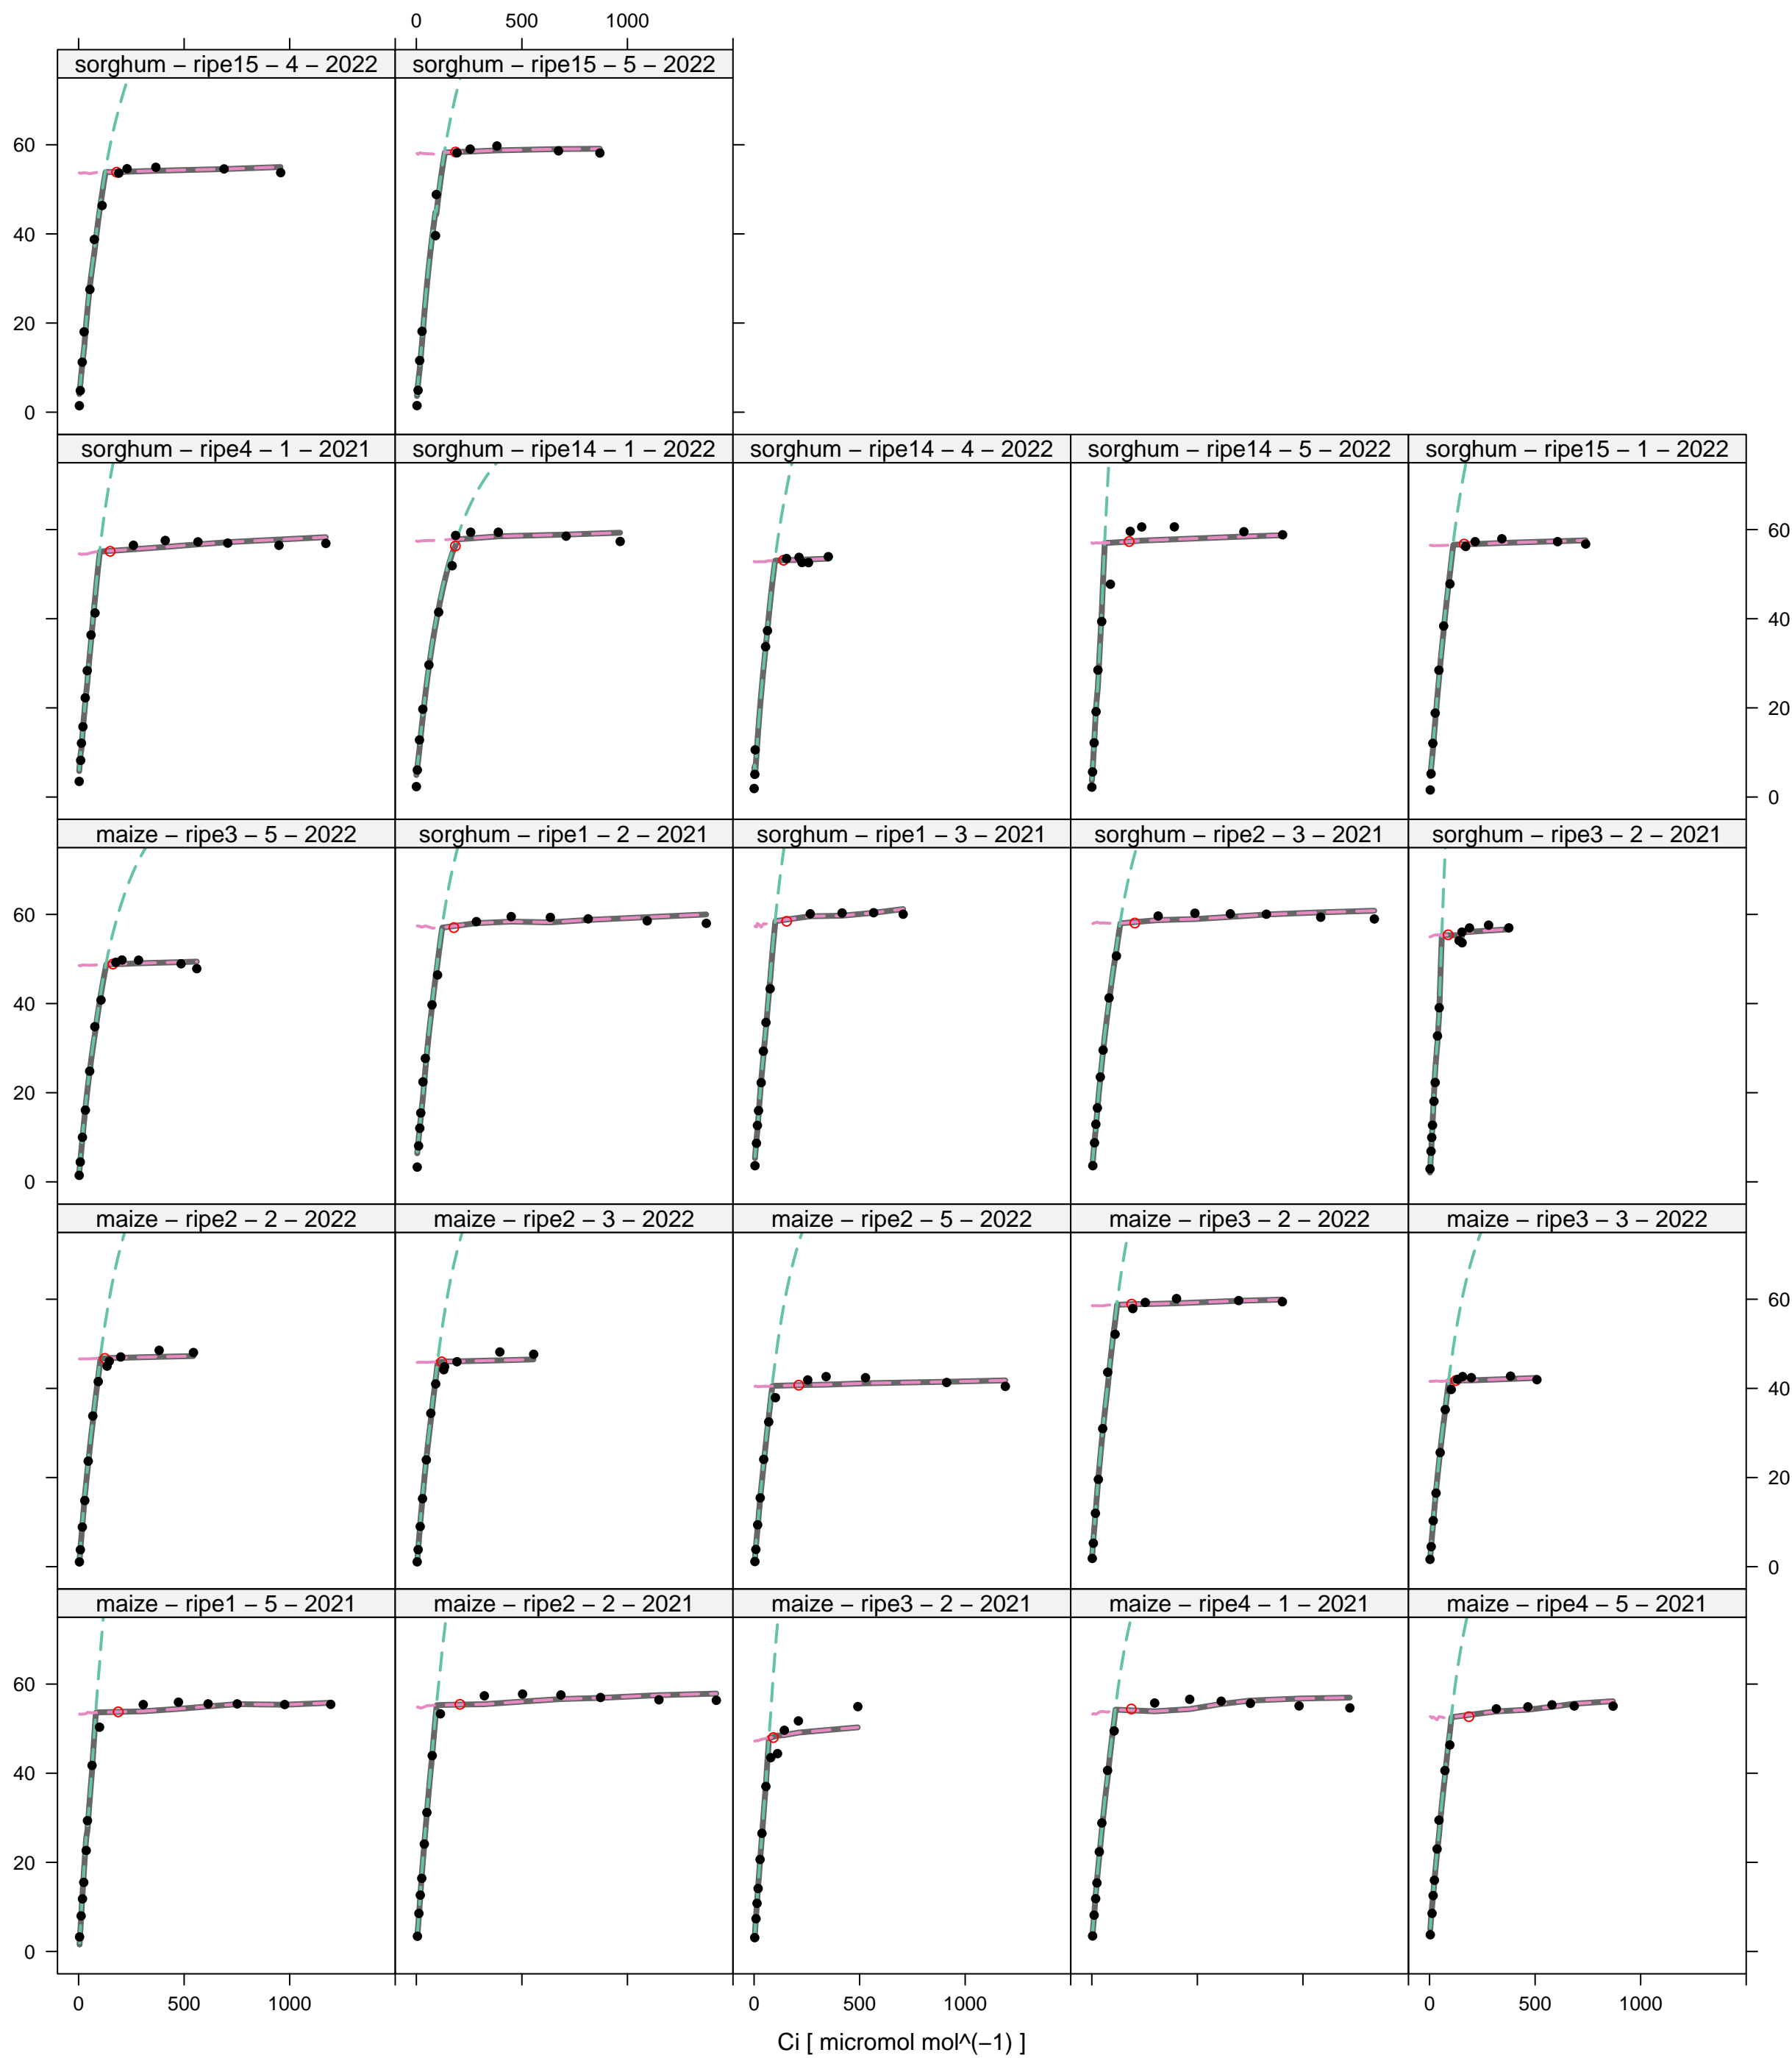 0 500 1000
sorghum − ripe15 − 4 − 2022 sorghum − ripe15 − 5 − 2022
60
40
20
0
sorghum − ripe4 − 1 − 2021 sorghum − ripe14 − 1 − 2022 sorghum − ripe14 − 4 − 2022 sorghum − ripe14 − 5 − 2022 sorghum − ripe15 − 1 − 2022
60
40
20
0
maize − ripe3 − 5 − 2022 sorghum − ripe1 − 2 − 2021 sorghum − ripe1 − 3 − 2021 sorghum − ripe2 − 3 − 2021 sorghum − ripe3 − 2 − 2021
60
40
20
0
maize − ripe2 − 2 − 2022 maize − ripe2 − 3 − 2022 maize − ripe2 − 5 − 2022 maize − ripe3 − 2 − 2022 maize − ripe3 − 3 − 2022
60
40
20
0
maize − ripe1 − 5 − 2021 maize − ripe2 − 2 − 2021 maize − ripe3 − 2 − 2021 maize − ripe4 − 1 − 2021 maize − ripe4 − 5 − 2021
60
40
20
0
0 500 1000 0 500 1000 0 500 1000
Ci [ micromol mol^(−1) ]